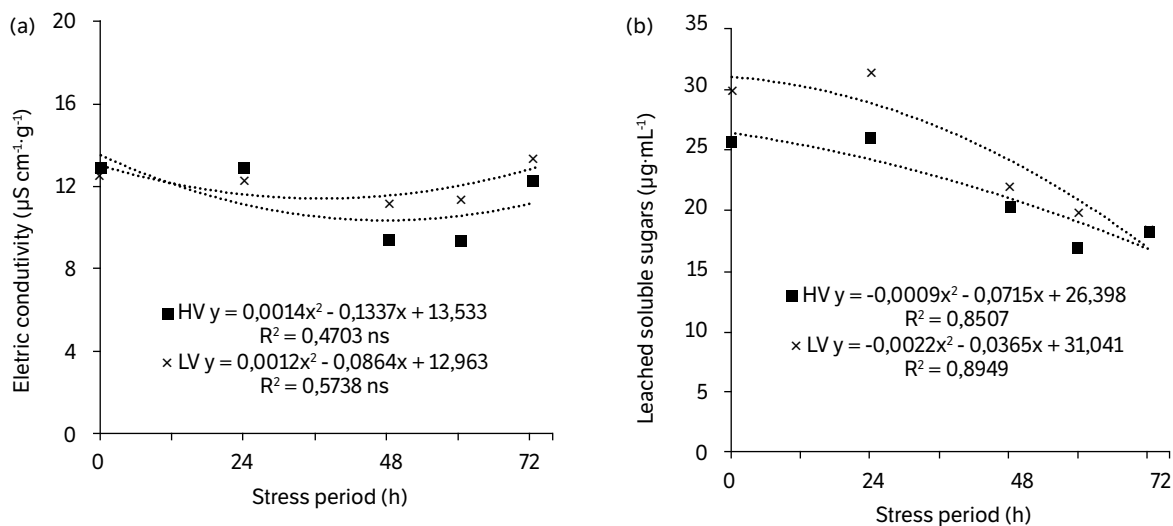 (a)
20
16
12
8
4
0
Eletric condutivity (µS cm⁻¹·g⁻¹)
■ HV y = 0,0014x² - 0,1337x + 13,533
R² = 0,4703 ns
× LV y = 0,0012x² - 0,0864x + 12,963
R² = 0,5738 ns
0 24 48 72
Stress period (h)
(b)
35
30
25
20
15
10
5
0
Leached soluble sugars (µg·mL⁻¹)
■ HV y = -0,0009x² - 0,0715x + 26,398
R² = 0,8507
× LV y = -0,0022x² - 0,0365x + 31,041
R² = 0,8949
0 24 48 72
Stress period (h)